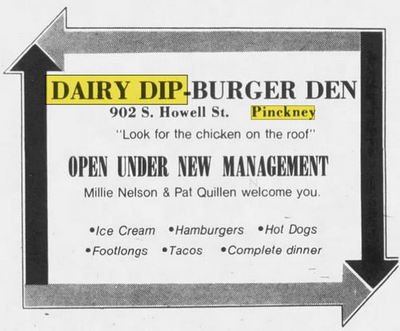 DAIRY DIP-BURGER DEN
902 S. Howell St. Pinckney
"Look for the chicken on the roof"
OPEN UNDER NEW MANAGEMENT
Millie Nelson & Pat Quillen welcome you.
•Ice Cream •Hamburgers •Hot Dogs
•Footlongs •Tacos •Complete dinner